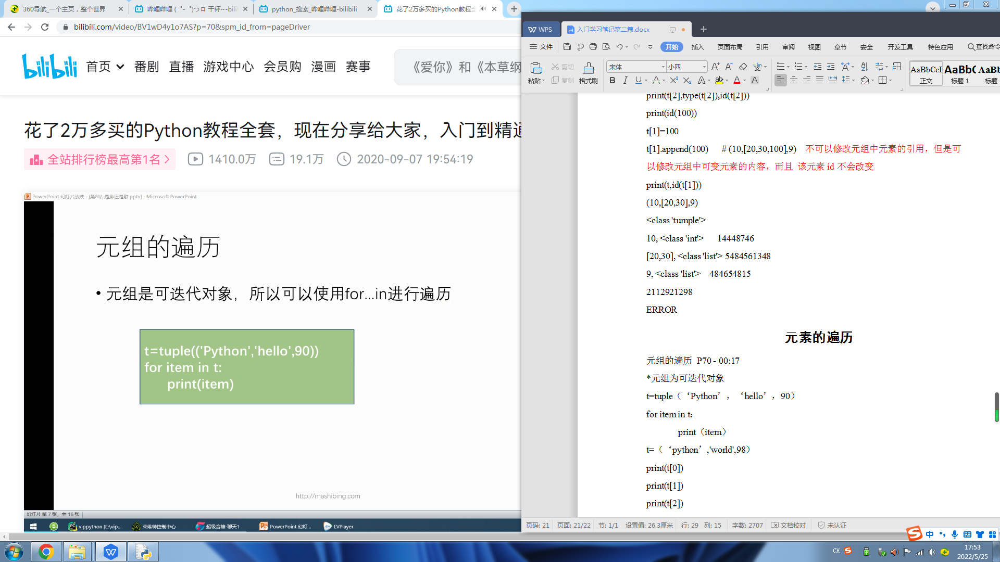 360导航_一个主页，整个世界
哔哩哔哩 (゜-゜)つロ 干杯~-bili
python_搜索_哔哩哔哩-bilibili
花了2万多买的Python教程全
bilibili.com/video/BV1wD4y1o7AS?p=70&spm_id_from=pageDriver
bilibili
首页 番剧 直播 游戏中心 会员购 漫画 赛事
《爱你》和《本草纲
花了2万多买的Python教程全套，现在分享给大家，入门到精通
全站排行榜最高第1名 1410.0万 19.1万 2020-09-07 19:54:19
PowerPoint 幻灯片放映 - [第8站-是排还是散.pptx] - Microsoft PowerPoint
元组的遍历
• 元组是可迭代对象，所以可以使用for...in进行遍历
t=tuple(('Python','hello',90))
for item in t:
print(item)
http://mashibing.com
幻灯片 第 7 张，共 16 张
vippython [E:\vip...
莱维特控制中心
超级音雄-聊天1
PowerPoint 幻灯...
EVPlayer
WPS
入门学习笔记第二篇.docx
文件 开始 插入 页面布局 引用 审阅 视图 章节 安全 开发工具 特色应用 查找命令
粘贴 剪切 复制 格式刷
宋体 小四
AaBbCcD AaBbC AaBb
正文 标题 1 标题
print(t[2],type(t[2]),id(t[2]))
print(id(100))
t[1]=100
t[1].append(100) # (10,[20,30,100],9) 不可以修改元组中元素的引用，但是可
以修改元组中可变元素的内容，而且 该元素 id 不会改变
print(t,id(t[1]))
(10,[20,30],9)
<class 'tumple'>
10, <class 'int'> 14448746
[20,30], <class 'list'> 5484561348
9, <class 'list'> 484654815
2112921298
ERROR
元素的遍历
元组的遍历 P70 - 00:17
*元组为可迭代对象
t=tuple（‘Python’，‘hello’，90）
for item in t：
print（item）
t=（‘python’,'world',98）
print(t[0])
print(t[1])
print(t[2])
页码: 21 页面: 21/22 节: 1/1 设置值: 26.3厘米 行: 29 列: 15 字数: 2707 文档校对 未认证
中
CH
17:53
2022/5/25